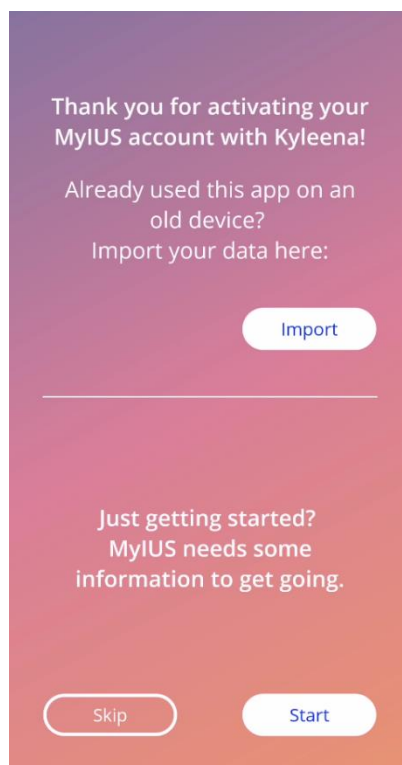 Thank you for activating your
MyIUS account with Kyleena!
Already used this app on an
old device?
Import your data here:
Import
Just getting started?
MyIUS needs some
information to get going.
Skip
Start